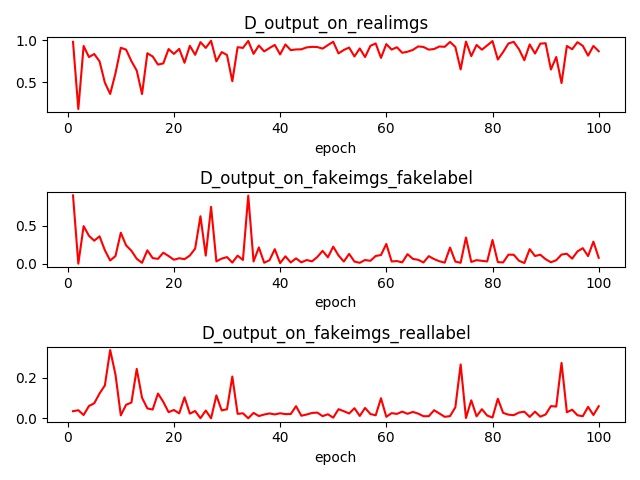 D_output_on_realimgs
1.0
0.5
0 20 40 60 80 100
epoch
D_output_on_fakeimgs_fakelabel
0.5
0.0
0 20 40 60 80 100
epoch
D_output_on_fakeimgs_reallabel
0.2
0.0
0 20 40 60 80 100
epoch